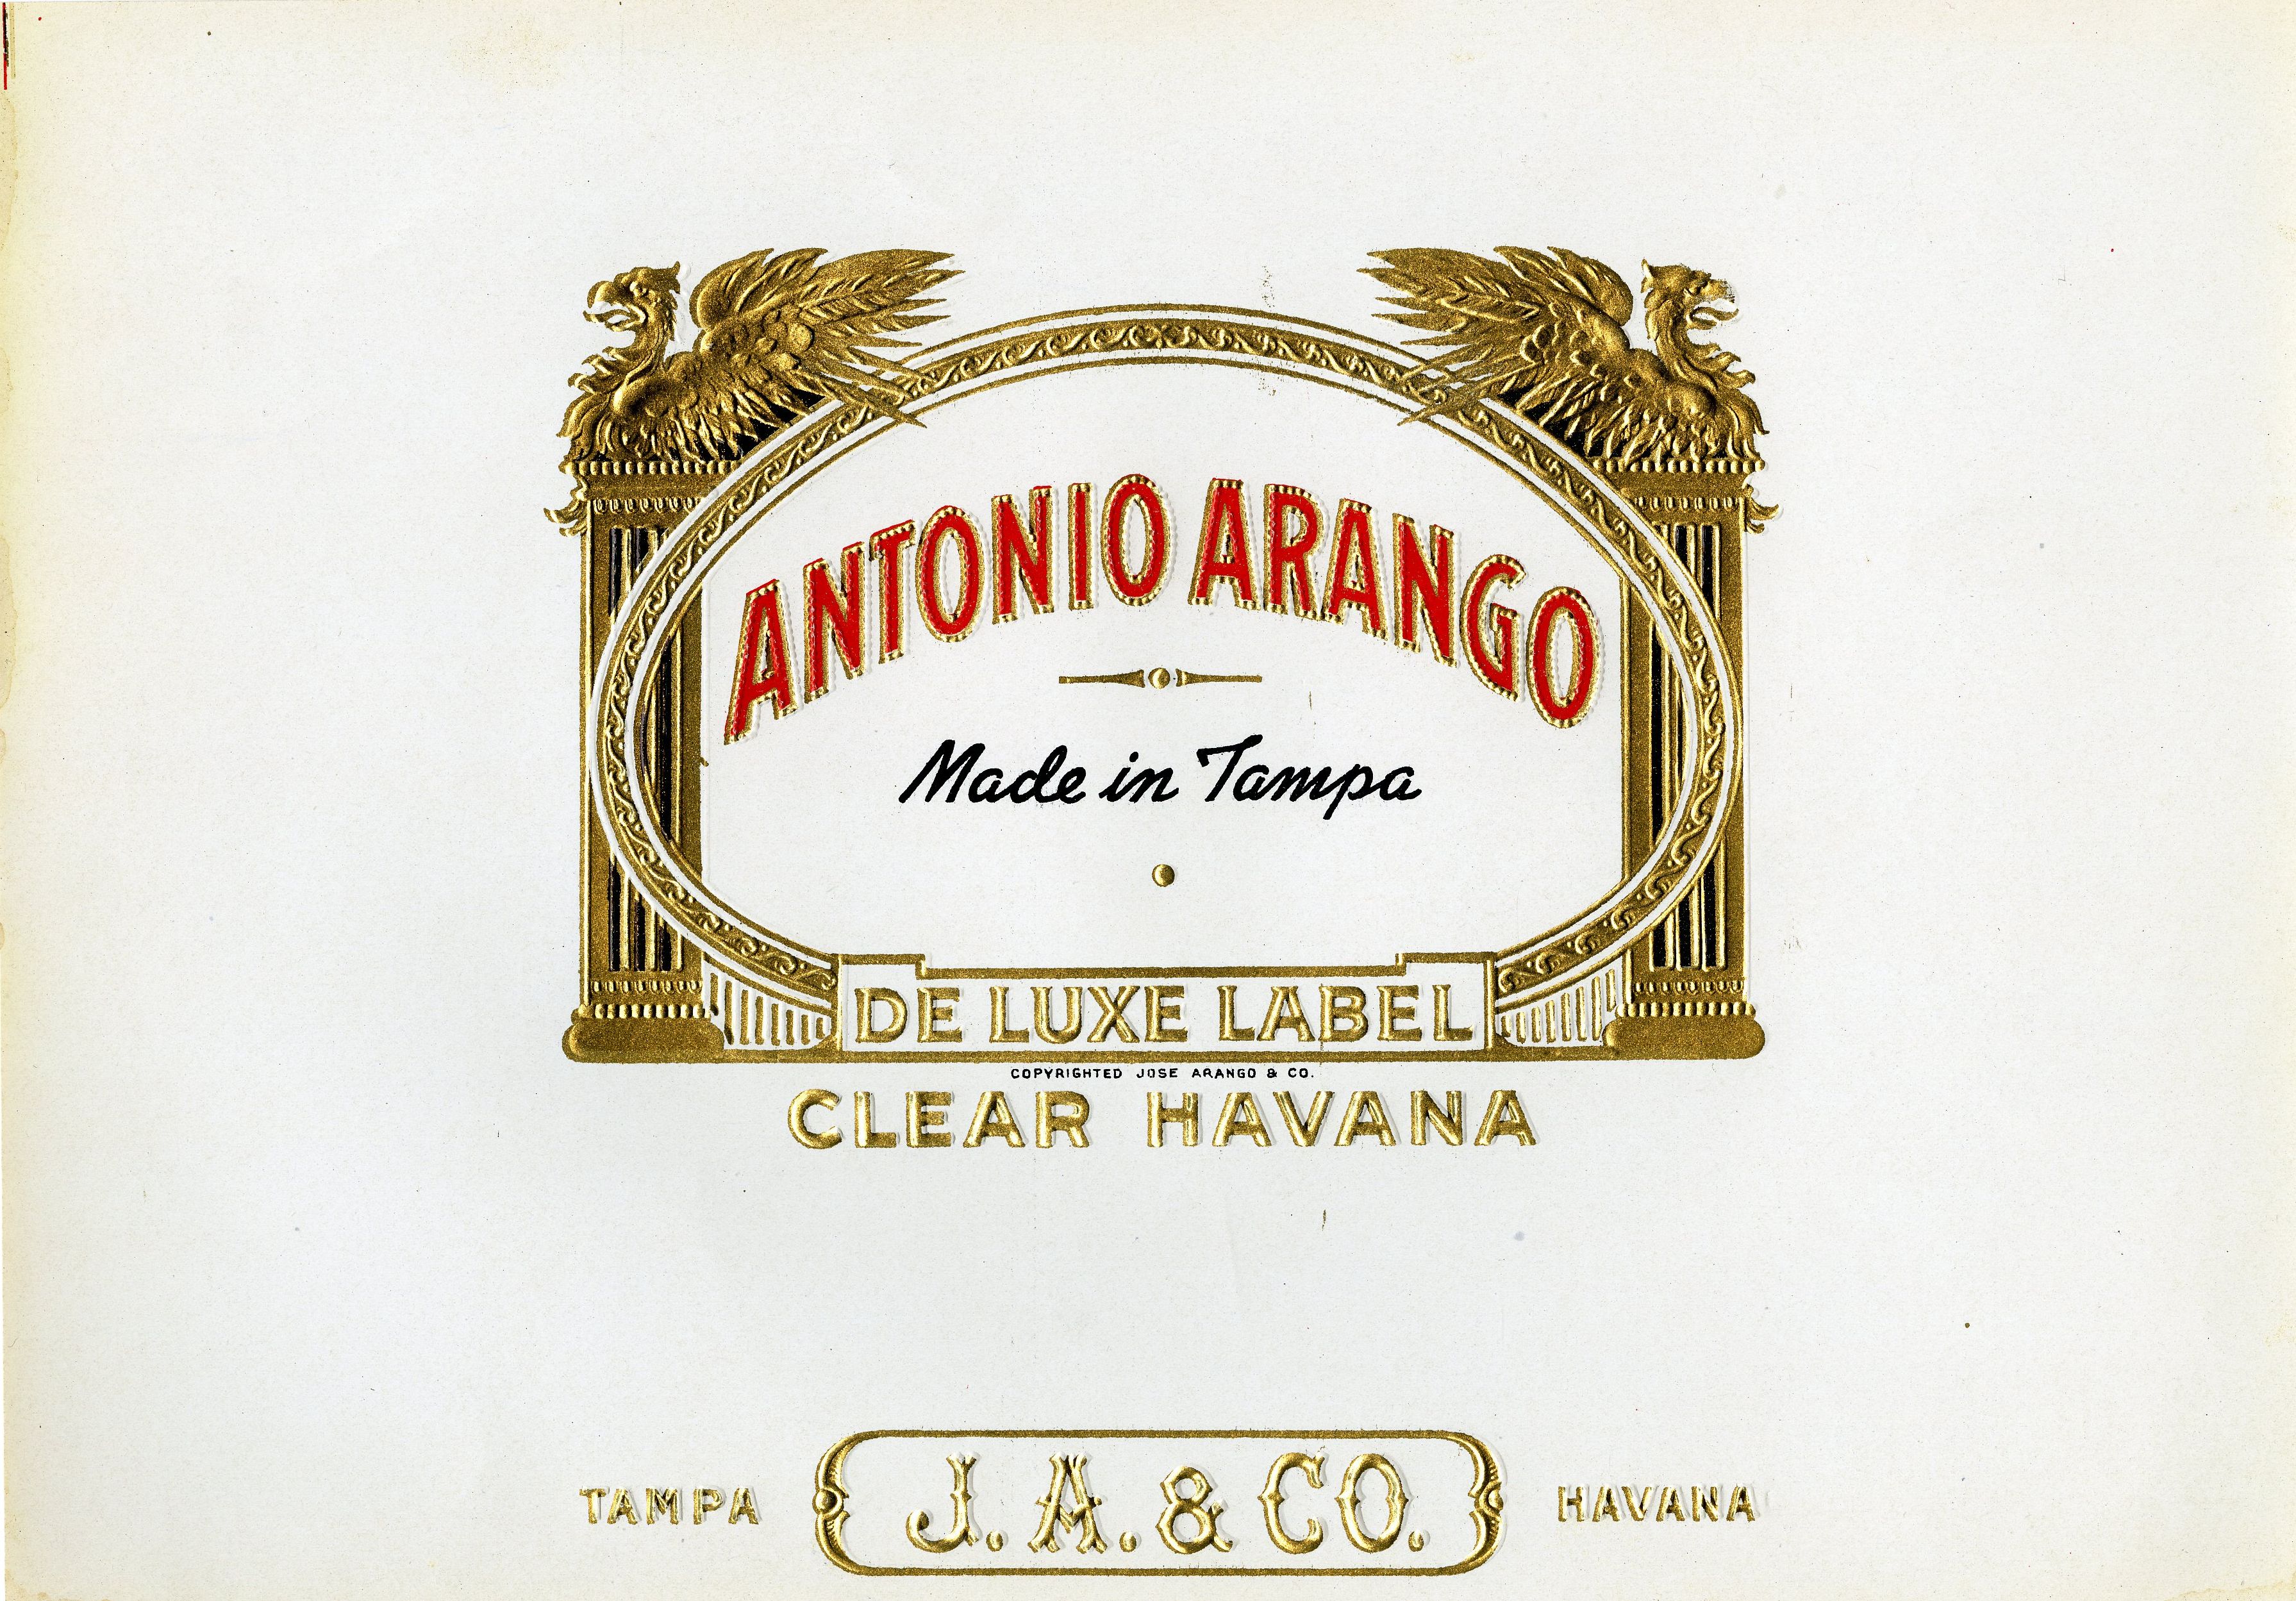 ANTONIO ARANGO
Made in Tampa
DE LUXE LABEL
COPYRIGHTED JOSE ARANGO & CO.
CLEAR HAVANA
TAMPA J. A. & CO. HAVANA